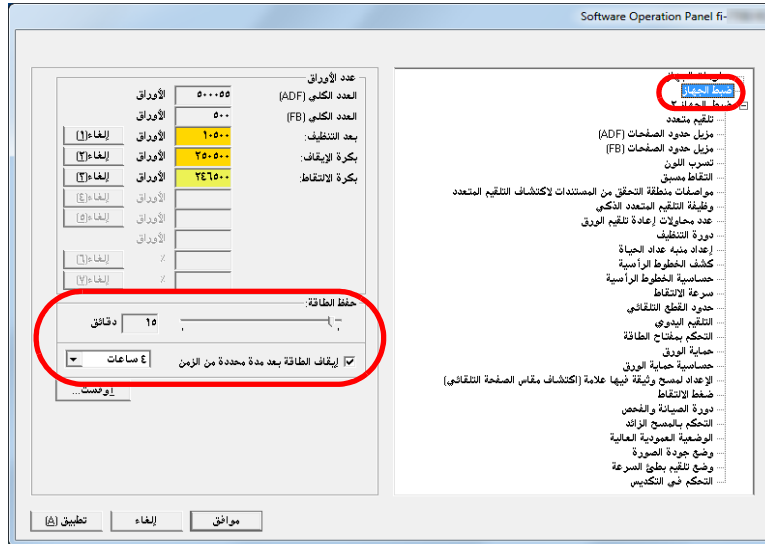 Software Operation Panel fi-
ضبط الجهاز
ضبط الجهاز ٢
تلقيم متعدد
مزيل حدود الصفحات (ADF)
مزيل حدود الصفحات (FB)
تسرب اللون
التقاط مسبق
مواصفات منطقة التحقق من المستندات لاكتشاف التلقيم المتعدد
وظيفة التلقيم المتعدد الذكي
عدد محاولات إعادة تلقيم الورق
دورة التنظيف
إعداد منبه عداد الحياة
كشف الخطوط الرأسية
حساسية الخطوط الرأسية
سرعة الالتقاط
حدود القطع التلقائي
التلقيم اليدوي
التحكم بمفتاح الطاقة
حماية الورق
حساسية حماية الورق
الإعداد لمسح وثيقة فيها علامة (اكتشاف مقاس الصفحة التلقائي)
ضغط الالتقاط
دورة الصيانة والفحص
التحكم بالمسح الزائد
الوضعية العمودية العالية
وضع جودة الصورة
وضع تلقيم بطئ السرعة
التحكم في التكديس
عدد الأوراق
العدد الكلي (ADF) ٥٠٠٠٥٥ الأوراق
العدد الكلي (FB) ٥٠٠ الأوراق
بعد التنظيف: ١٠٥٠٠ الأوراق إلغاء(١)
بكرة الإيقاف: ٢٥٠٥٠٠ الأوراق إلغاء(٢)
بكرة الالتقاط: ٢٤٦٥٠٠ الأوراق إلغاء(٣)
الأوراق إلغاء(٤)
الأوراق إلغاء(٥)
الأوراق
٪ إلغاء(٦)
٪ إلغاء(٧)
حفظ الطاقة:
١٥ دقائق
إيقاف الطاقة بعد مدة محددة من الزمن ٤ ساعات
أوفست...
موافق إلغاء تطبيق (A)